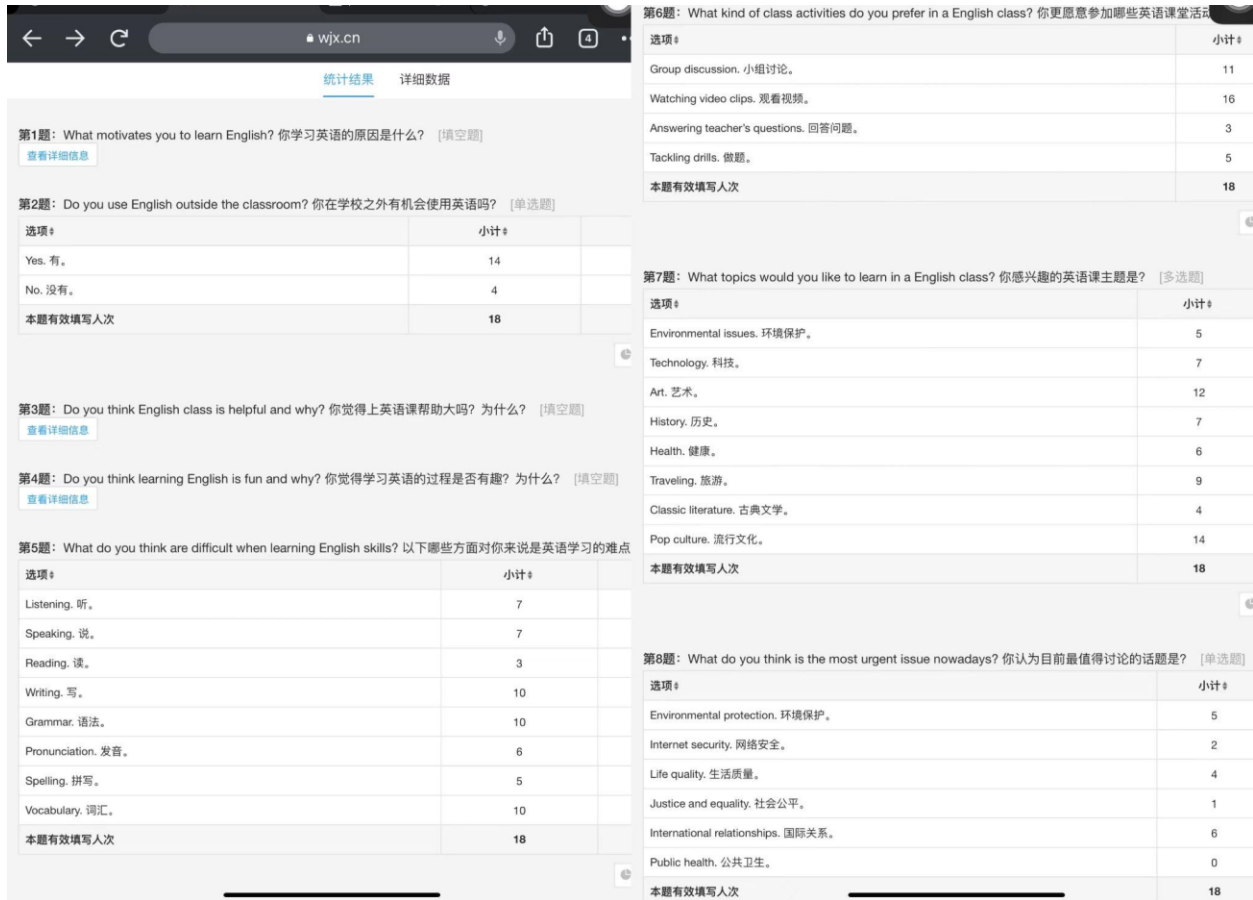 wjx.cn
4
统计结果 详细数据
第1题：What motivates you to learn English? 你学习英语的原因是什么？ [填空题]
查看详细信息
第2题：Do you use English outside the classroom? 你在学校之外有机会使用英语吗？ [单选题]
选项 小计
Yes. 有。 14
No. 没有。 4
本题有效填写人次 18
第3题：Do you think English class is helpful and why? 你觉得上英语课帮助大吗？为什么？ [填空题]
查看详细信息
第4题：Do you think learning English is fun and why? 你觉得学习英语的过程是否有趣？为什么？ [填空题]
查看详细信息
第5题：What do you think are difficult when learning English skills? 以下哪些方面对你来说是英语学习的难点
选项 小计
Listening. 听。 7
Speaking. 说。 7
Reading. 读。 3
Writing. 写。 10
Grammar. 语法。 10
Pronunciation. 发音。 6
Spelling. 拼写。 5
Vocabulary. 词汇。 10
本题有效填写人次 18
第6题：What kind of class activities do you prefer in a English class? 你更愿意参加哪些英语课堂活动
选项 小计
Group discussion. 小组讨论。 11
Watching video clips. 观看视频。 16
Answering teacher's questions. 回答问题。 3
Tackling drills. 做题。 5
本题有效填写人次 18
第7题：What topics would you like to learn in a English class? 你感兴趣的英语课主题是？ [多选题]
选项 小计
Environmental issues. 环境保护。 5
Technology. 科技。 7
Art. 艺术。 12
History. 历史。 7
Health. 健康。 6
Traveling. 旅游。 9
Classic literature. 古典文学。 4
Pop culture. 流行文化。 14
本题有效填写人次 18
第8题：What do you think is the most urgent issue nowadays? 你认为目前最值得讨论的话题是？ [单选题]
选项 小计
Environmental protection. 环境保护。 5
Internet security. 网络安全。 2
Life quality. 生活质量。 4
Justice and equality. 社会公平。 1
International relationships. 国际关系。 6
Public health. 公共卫生。 0
本题有效填写人次 18